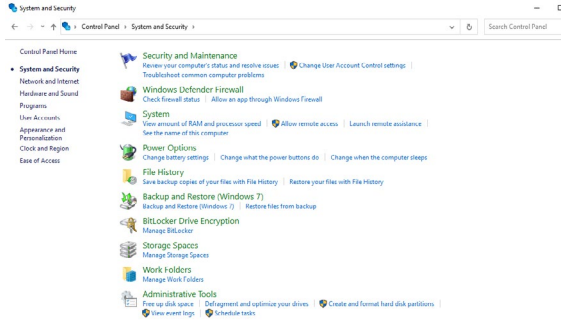 System and Security
Control Panel > System and Security >
Search Control Panel
Control Panel Home
System and Security
Network and Internet
Hardware and Sound
Programs
User Accounts
Appearance and
Personalization
Clock and Region
Ease of Access
Security and Maintenance
Review your computer's status and resolve issues | Change User Account Control settings |
Troubleshoot common computer problems
Windows Defender Firewall
Check firewall status | Allow an app through Windows Firewall
System
View amount of RAM and processor speed | Allow remote access | Launch remote assistance |
See the name of this computer
Power Options
Change battery settings | Change what the power buttons do | Change when the computer sleeps
File History
Save backup copies of your files with File History | Restore your files with File History
Backup and Restore (Windows 7)
Backup and Restore (Windows 7) | Restore files from backup
BitLocker Drive Encryption
Manage BitLocker
Storage Spaces
Manage Storage Spaces
Work Folders
Manage Work Folders
Administrative Tools
Free up disk space | Defragment and optimize your drives | Create and format hard disk partitions |
View event logs | Schedule tasks